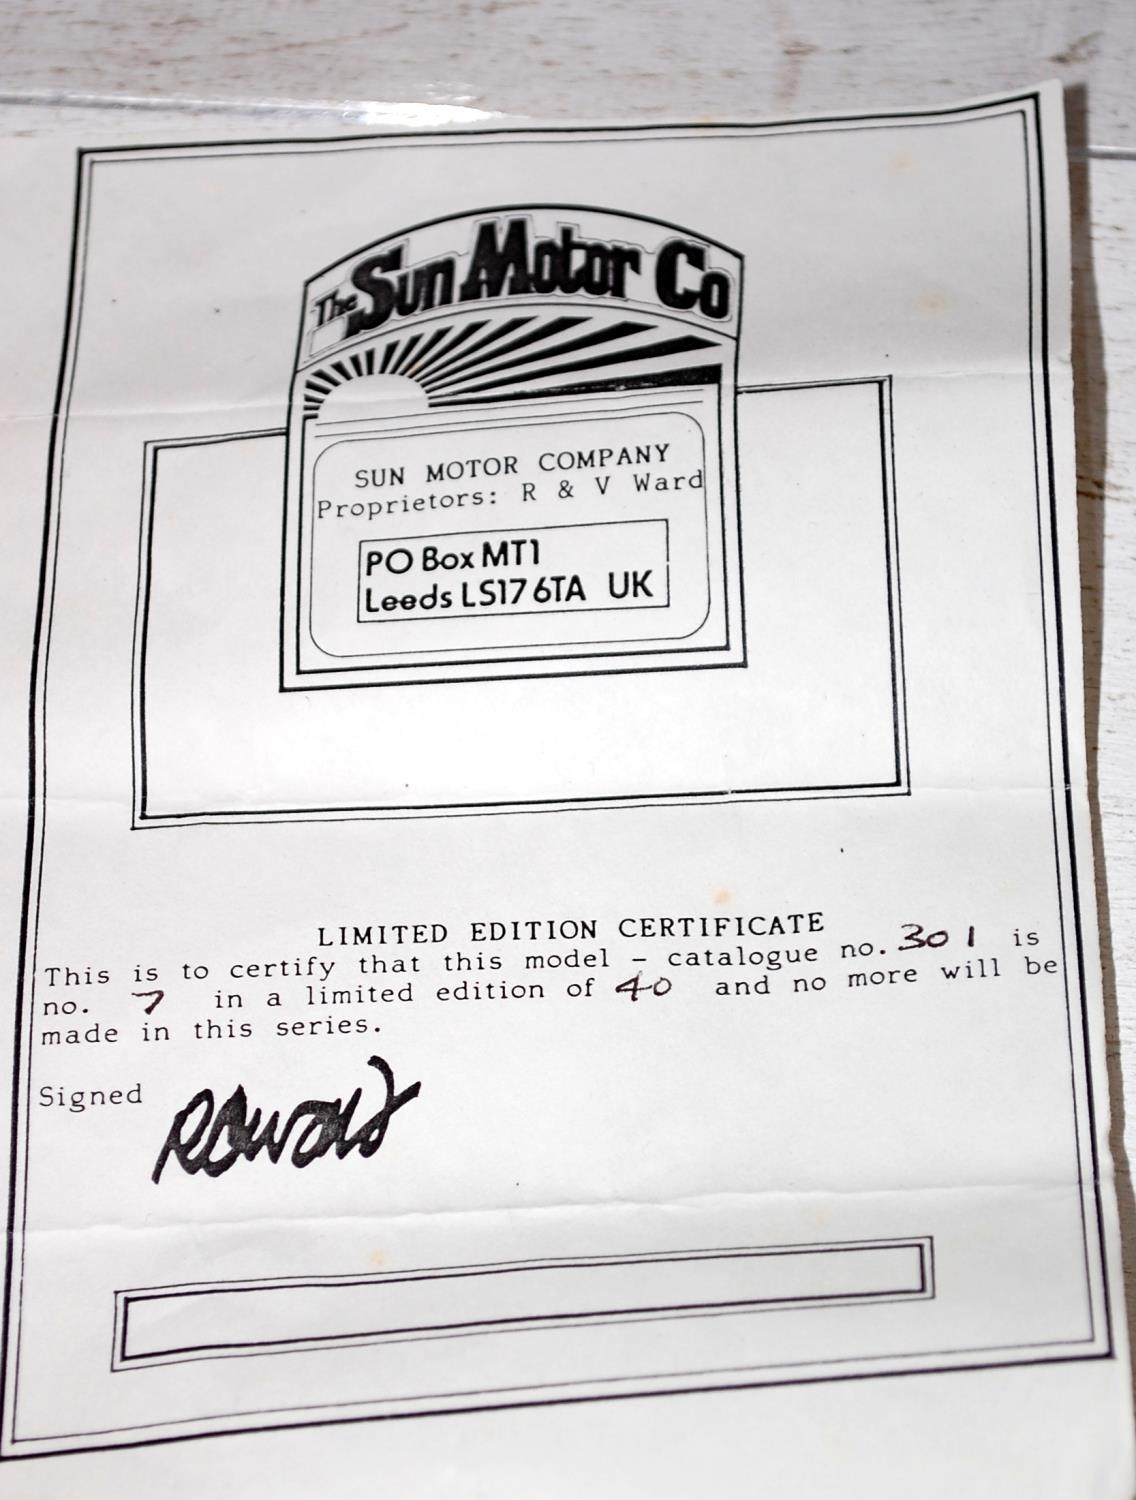 The Sun Motor Co
SUN MOTOR COMPANY
Proprietors: R & V Ward
PO Box MT1
Leeds LS17 6TA UK
LIMITED EDITION CERTIFICATE
This is to certify that this model - catalogue no. 301 is
no. 7 in a limited edition of 40 and no more will be
made in this series.
Signed